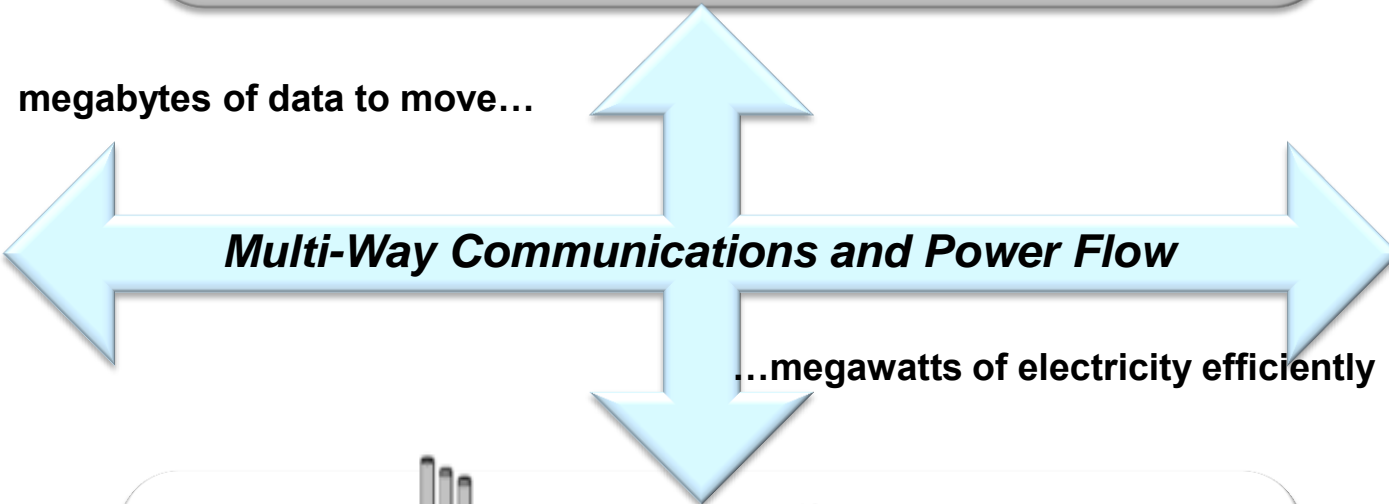 megabytes of data to move…
Multi-Way Communications and Power Flow
…megawatts of electricity efficiently